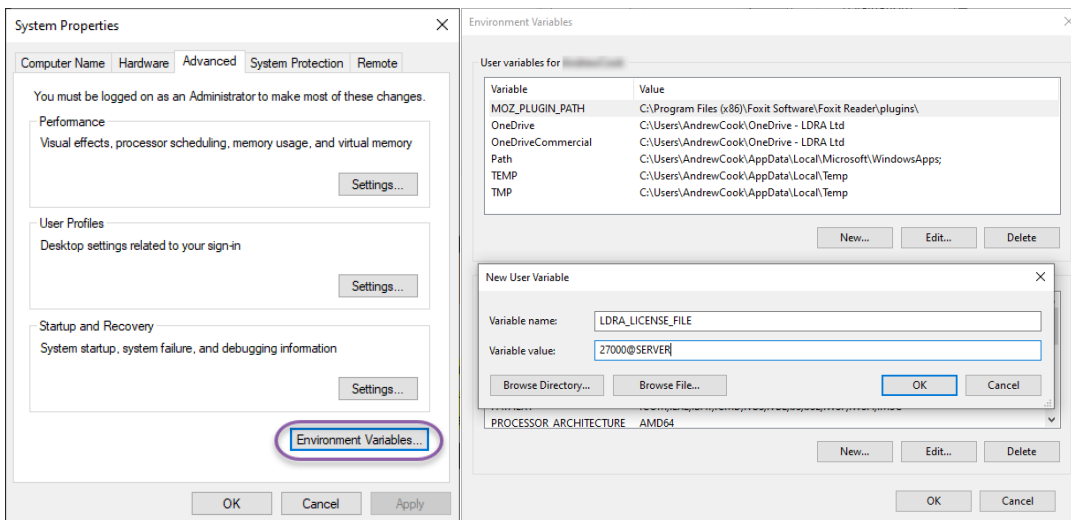 System Properties
Computer Name Hardware Advanced System Protection Remote
You must be logged on as an Administrator to make most of these changes.
Performance
Visual effects, processor scheduling, memory usage, and virtual memory
Settings...
User Profiles
Desktop settings related to your sign-in
Settings...
Startup and Recovery
System startup, system failure, and debugging information
Settings...
Environment Variables...
OK Cancel Apply
Environment Variables
User variables for
Variable Value
MOZ_PLUGIN_PATH C:\Program Files (x86)\Foxit Software\Foxit Reader\plugins\
OneDrive C:\Users\AndrewCook\OneDrive - LDRA Ltd
OneDriveCommercial C:\Users\AndrewCook\OneDrive - LDRA Ltd
Path C:\Users\AndrewCook\AppData\Local\Microsoft\WindowsApps;
TEMP C:\Users\AndrewCook\AppData\Local\Temp
TMP C:\Users\AndrewCook\AppData\Local\Temp
New... Edit... Delete
New User Variable
Variable name: LDRA_LICENSE_FILE
Variable value: 27000@SERVER
Browse Directory... Browse File... OK Cancel
PROCESSOR_ARCHITECTURE AMD64
New... Edit... Delete
OK Cancel